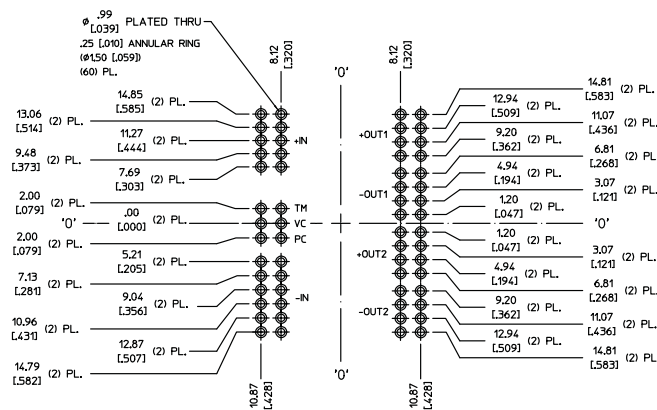 ø .99 [.039] PLATED THRU
.25 [.010] ANNULAR RING
(ø1.50 [.059])
(60) PL.
8.12 [.320]
'0'
8.12 [.320]
14.85 [.585] (2) PL.
13.06 [.514] (2) PL.
11.27 [.444] (2) PL.
9.48 [.373] (2) PL.
7.69 [.303] (2) PL.
2.00 [.079] (2) PL.
'0'
.00 [.000] (2) PL.
2.00 [.079] (2) PL.
5.21 [.205] (2) PL.
7.13 [.281] (2) PL.
9.04 [.356] (2) PL.
10.96 [.431] (2) PL.
12.87 [.507] (2) PL.
14.79 [.582] (2) PL.
+IN
TM
VC
PC
-IN
10.87 [.428]
'0'
10.87 [.428]
+OUT1
-OUT1
+OUT2
-OUT2
14.81 [.583] (2) PL.
12.94 [.509] (2) PL.
11.07 [.436] (2) PL.
9.20 [.362] (2) PL.
6.81 [.268] (2) PL.
4.94 [.194] (2) PL.
3.07 [.121] (2) PL.
1.20 [.047] (2) PL.
'0'
1.20 [.047] (2) PL.
3.07 [.121] (2) PL.
4.94 [.194] (2) PL.
6.81 [.268] (2) PL.
9.20 [.362] (2) PL.
11.07 [.436] (2) PL.
12.94 [.509] (2) PL.
14.81 [.583] (2) PL.